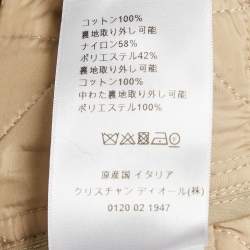 コットン100%
裏地取り外し可能
ナイロン58%
ポリエステル42%
裏地取り外し可能
コットン100%
中わた裏地取り外し可能
ポリエステル100%
原産国 イタリア
クリスチャン ディオール(株)
0120 02 1947